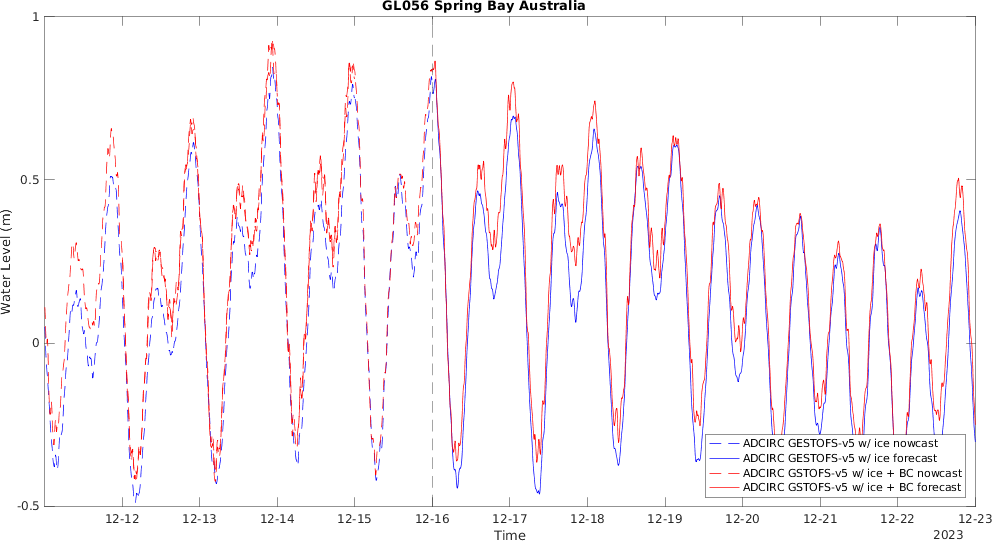 GL056 Spring Bay Australia
Water Level (m)
1
0.5
0
-0.5
12-12 12-13 12-14 12-15 12-16 12-17 12-18 12-19 12-20 12-21 12-22 12-23
Time
2023
ADCIRC GESTOFS-v5 w/ ice nowcast
ADCIRC GESTOFS-v5 w/ ice forecast
ADCIRC GSTOFS-v5 w/ ice + BC nowcast
ADCIRC GSTOFS-v5 w/ ice + BC forecast